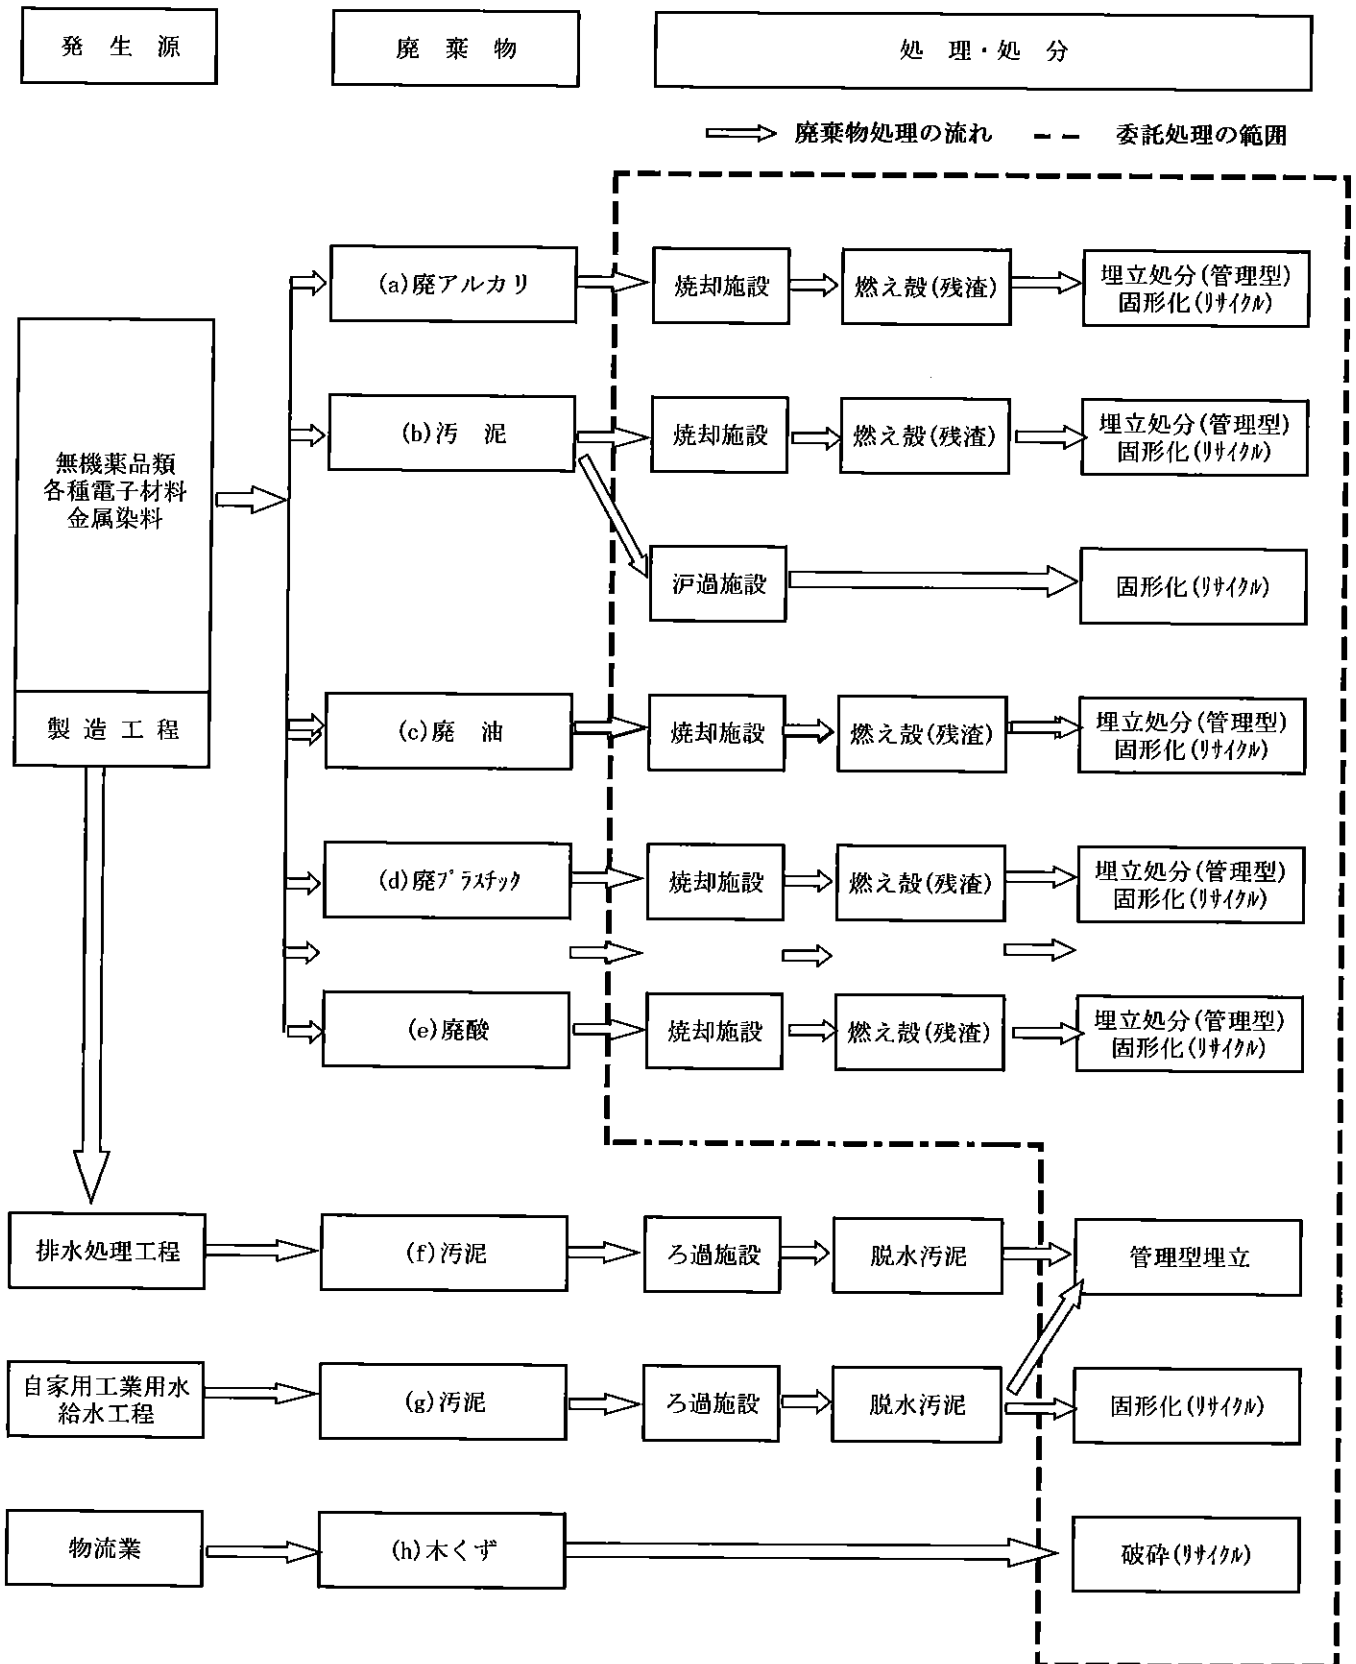 発 生 源
廃 棄 物
処 理・処 分
廃棄物処理の流れ
委託処理の範囲
無機薬品類
各種電子材料
金属染料
製 造 工 程
(a)廃アルカリ
焼却施設
燃え殻(残渣)
埋立処分(管理型)
固形化(ﾘｻｲｸﾙ)
(b)汚 泥
焼却施設
燃え殻(残渣)
埋立処分(管理型)
固形化(ﾘｻｲｸﾙ)
沪過施設
固形化(ﾘｻｲｸﾙ)
(c)廃 油
焼却施設
燃え殻(残渣)
埋立処分(管理型)
固形化(ﾘｻｲｸﾙ)
(d)廃ﾌﾟﾗｽﾁｯｸ
焼却施設
燃え殻(残渣)
埋立処分(管理型)
固形化(ﾘｻｲｸﾙ)
(e)廃酸
焼却施設
燃え殻(残渣)
埋立処分(管理型)
固形化(ﾘｻｲｸﾙ)
排水処理工程
(f)汚泥
ろ過施設
脱水汚泥
管理型埋立
自家用工業用水
給水工程
(g)汚泥
ろ過施設
脱水汚泥
固形化(ﾘｻｲｸﾙ)
物流業
(h)木くず
破砕(ﾘｻｲｸﾙ)